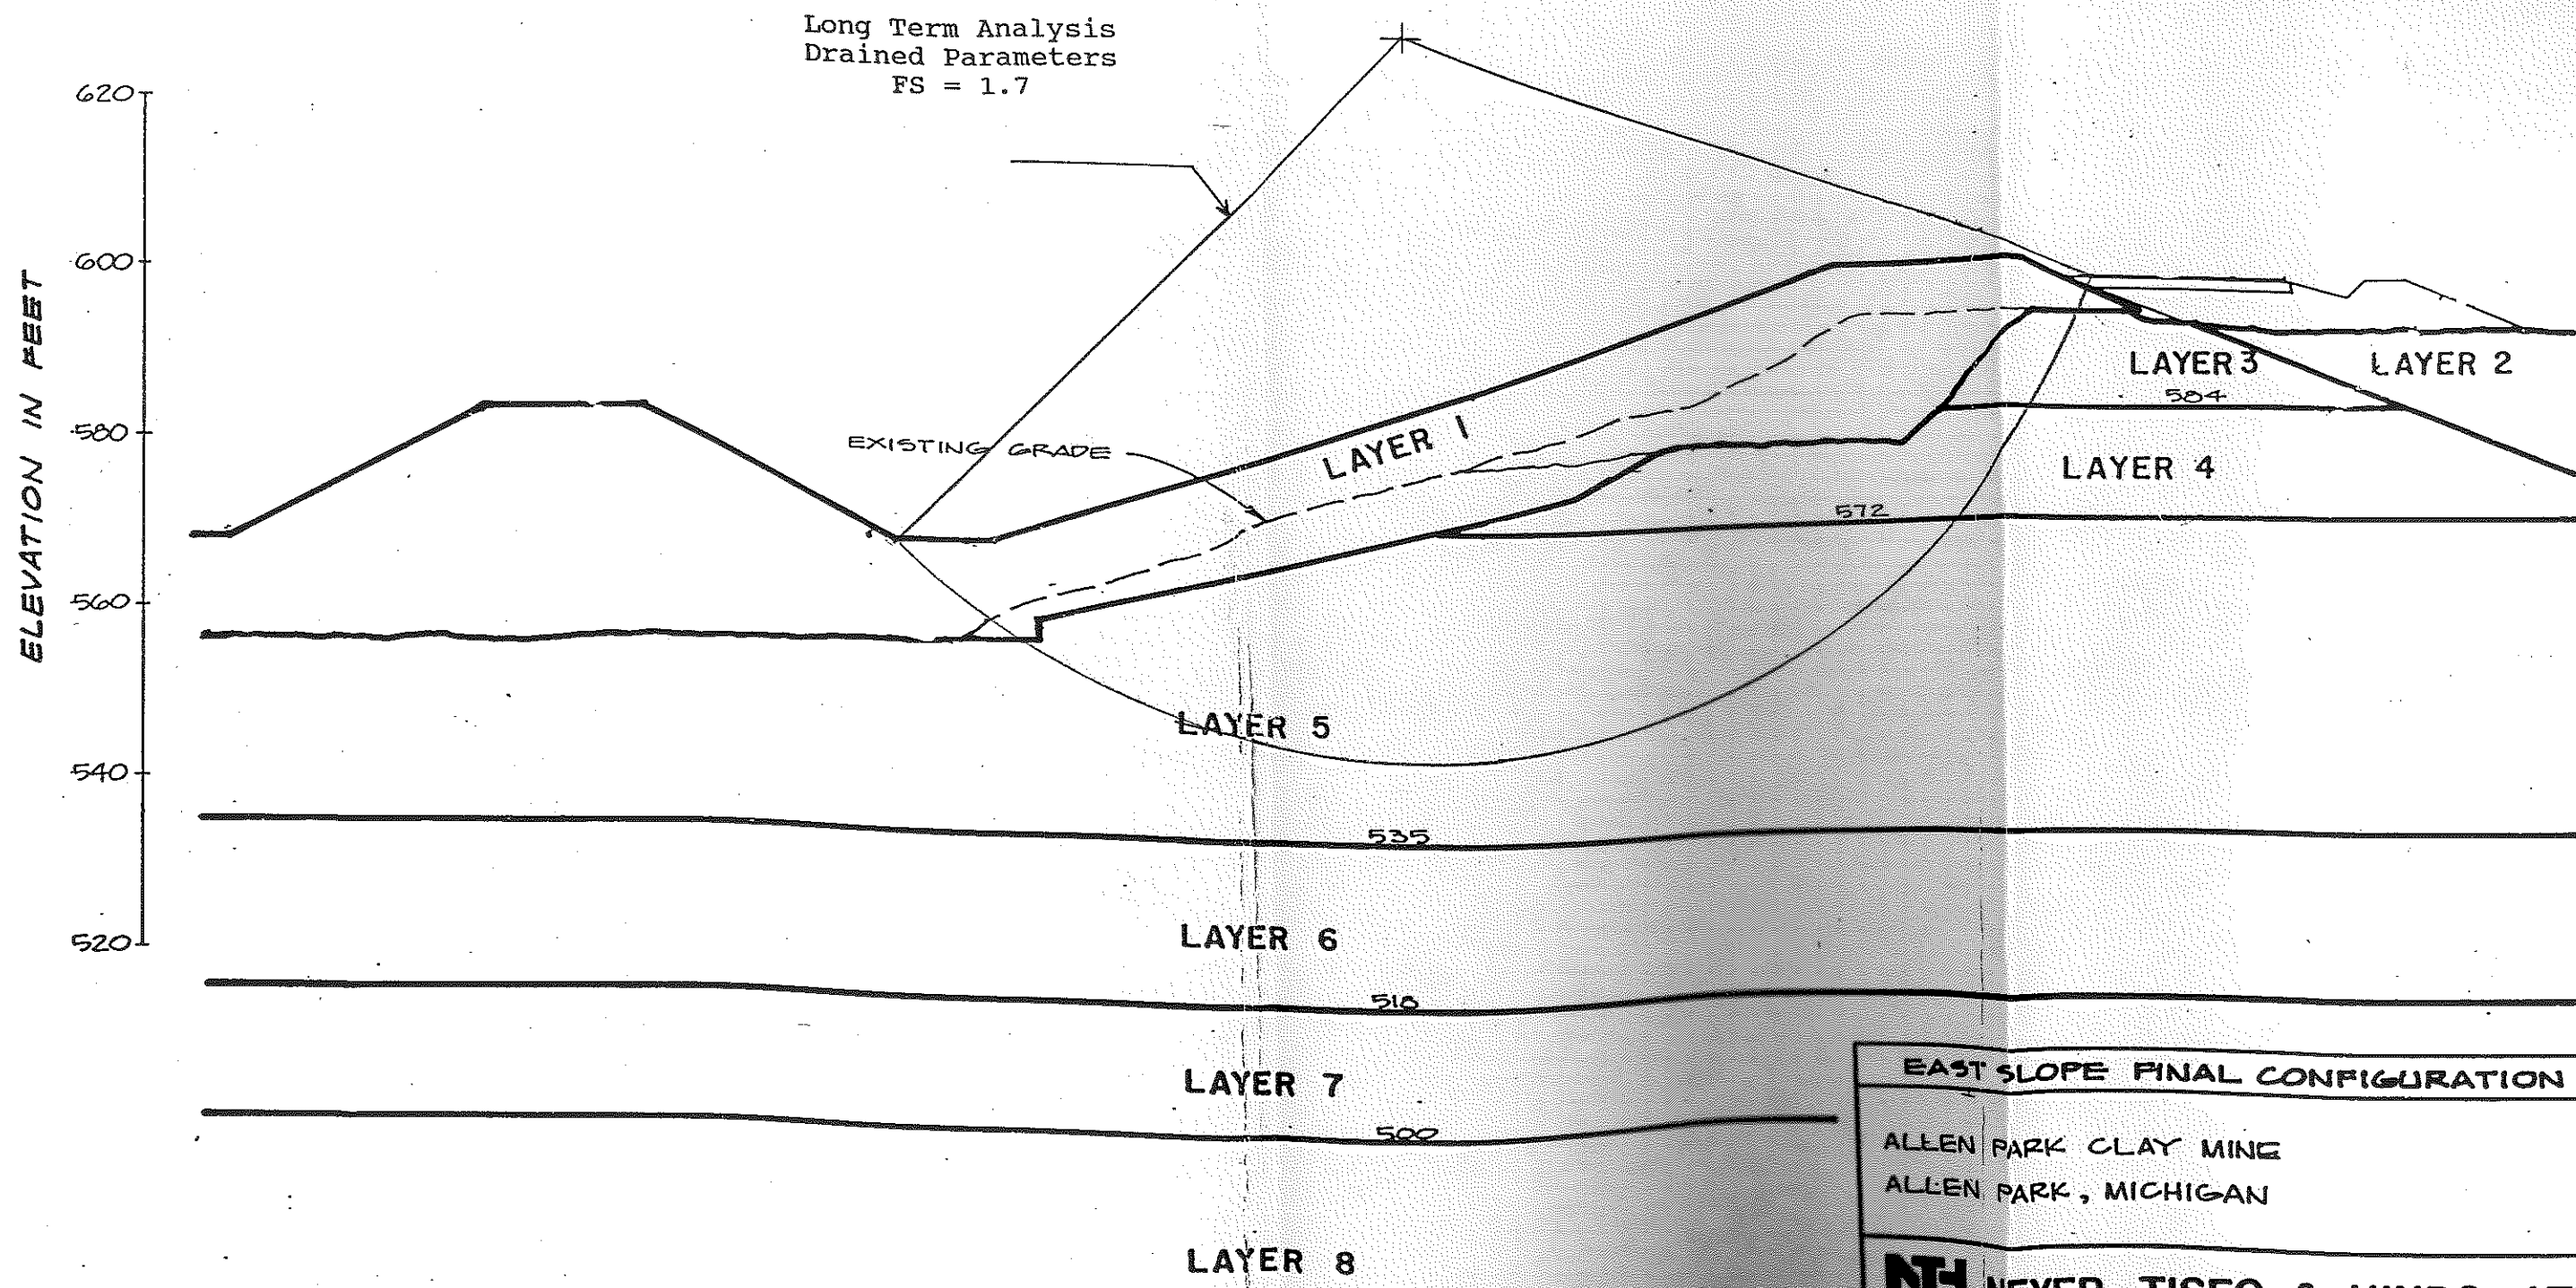 Long Term Analysis
Drained Parameters
FS = 1.7
620
600
580
560
540
520
ELEVATION IN FEET
EXISTING GRADE
LAYER 1
LAYER 3
LAYER 2
584
LAYER 4
572
LAYER 5
535
LAYER 6
518
LAYER 7
500
LAYER 8
EAST SLOPE FINAL CONFIGURATION
ALLEN PARK CLAY MINE
ALLEN PARK, MICHIGAN
NTH